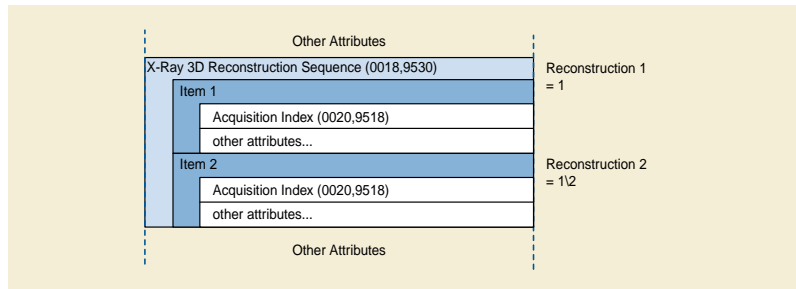 Other Attributes
X-Ray 3D Reconstruction Sequence (0018,9530)
Reconstruction 1
Item 1
= 1
Acquisition Index (0020,9518)
other attributes...
Item 2
Reconstruction 2
= 1\2
Acquisition Index (0020,9518)
other attributes...
Other Attributes